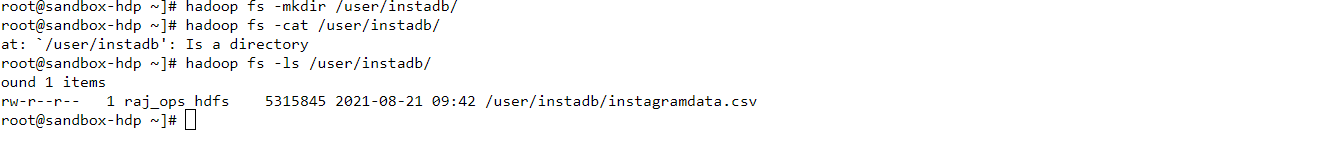 root@sandbox-hdp ~]# hadoop fs -mkdir /user/instadb/
root@sandbox-hdp ~]# hadoop fs -cat /user/instadb/
at: `/user/instadb': Is a directory
root@sandbox-hdp ~]# hadoop fs -ls /user/instadb/
ound 1 items
rw-r--r--   1 raj_ops hdfs    5315845 2021-08-21 09:42 /user/instadb/instagramdata.csv
root@sandbox-hdp ~]#